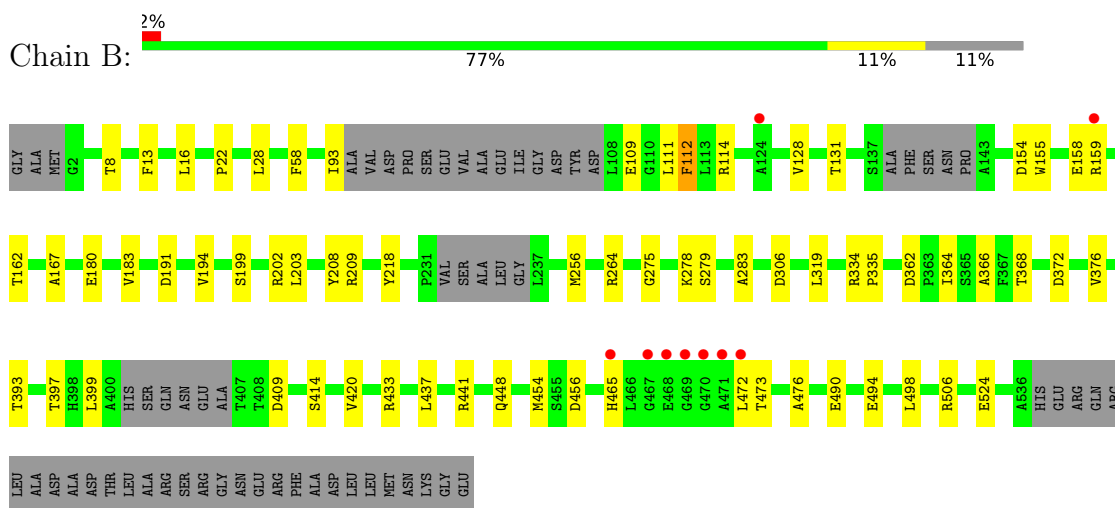 2%
Chain B:
77% 11% 11%
GLY ALA MET G2 T8 F13 L16 P22 L28 F58 I93 ALA VAL ASP PRO SER GLU VAL ALA GLU ILE GLY ASP TYR ASP L108 E109 G110 L111 F112 L113 R114 A124 V128 T131 S137 ALA PHE SER ASN PRO A143 D154 W155 E158 R159
T162 A167 E180 V183 D191 V194 S199 R202 L203 Y208 R209 Y218 P231 VAL SER ALA LEU GLY L237 M256 R264 G275 K278 S279 A283 D306 L319 R334 P335 D362 P363 I364 S365 A366 F367 T368 D372 V376
T393 T397 H398 L399 A400 HIS SER GLN ASN GLU ALA T407 T408 D409 S414 V420 R433 L437 R441 Q448 M454 S455 D456 H465 L466 G467 E468 G469 G470 A471 L472 T473 A476 E490 E494 L498 R506 E524 A536 HIS GLU ARG GLN ARG
LEU ALA ASP ALA ASP THR LEU ALA ARG SER ARG GLY ASN GLU ARG PHE ALA ASP LEU LEU MET ASN LYS GLY GLU